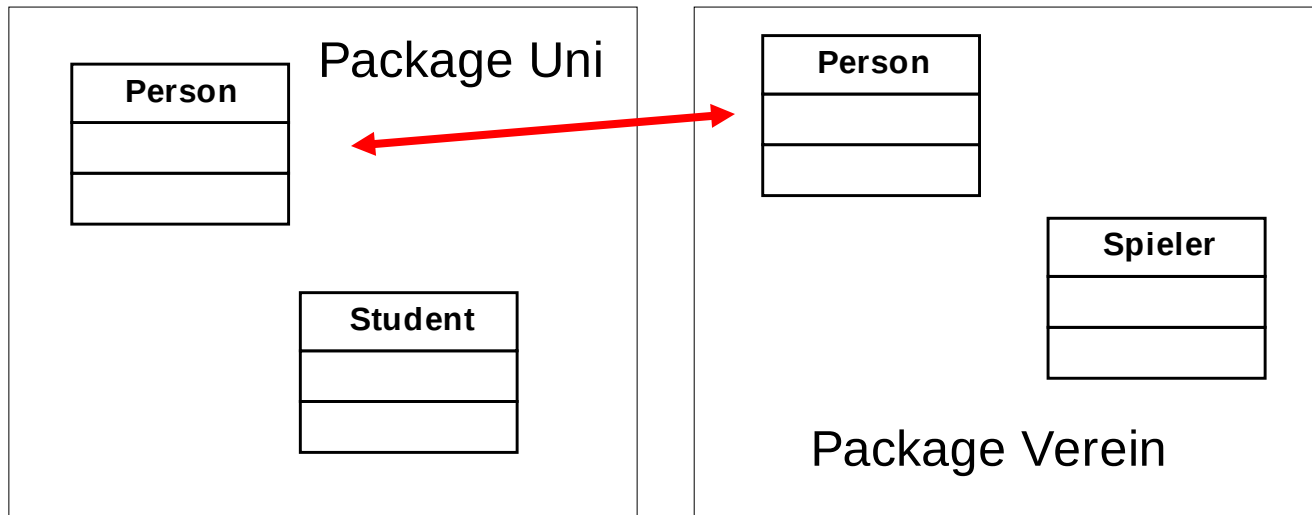 Package Uni
Person
Student
Person
Spieler
Package Verein